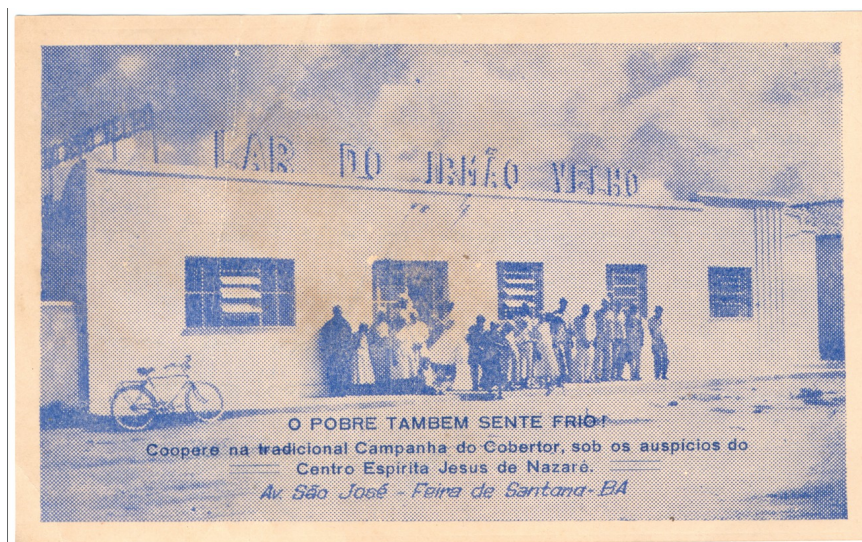 LAR DO IRMÃO VELHO
O POBRE TAMBEM SENTE FRIO!
Coopere na tradicional Campanha do Cobertor, sob os auspícios do
Centro Espírita Jesus de Nazaré.
Av. São José - Feira de Santana - BA